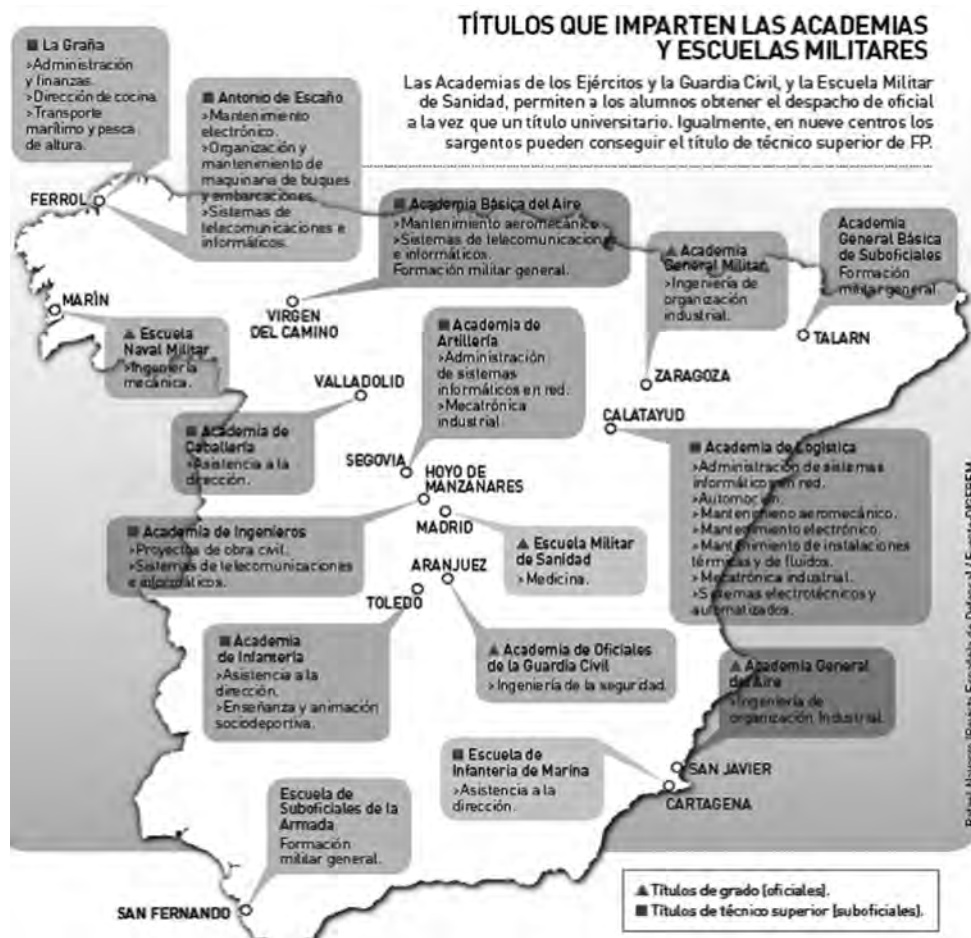 TÍTULOS QUE IMPARTEN LAS ACADEMIAS
Y ESCUELAS MILITARES
Las Academias de los Ejércitos y la Guardia Civil, y la Escuela Militar
de Sanidad, permiten a los alumnos obtener el despacho de oficial
a la vez que un título universitario. Igualmente, en nueve centros los
sargentos pueden conseguir el título de técnico superior de FP.
■ La Graña
>Administración
y finanzas.
>Dirección de cocina.
>Transporte
marítimo y pesca
de altura.
■ Antonio de Escaño
>Mantenimiento
electrónico.
>Organización y
mantenimiento de
maquinaria de buques
y embarcaciones.
>Sistemas de
telecomunicaciones e
informáticos.
FERROL
■ Academia Básica del Aire
>Mantenimiento aeromecánico.
>Sistemas de telecomunicaciones
e informáticos.
Formación militar general.
VIRGEN
DEL CAMINO
▲ Academia
General Militar
>Ingeniería de
organización
industrial.
ZARAGOZA
Academia
General Básica
de Suboficiales
Formación
militar general.
TALARN
MARÍN
▲ Escuela
Naval Militar
>Ingeniería
mecánica.
VALLADOLID
■ Academia de
Caballería
>Asistencia a la
dirección.
■ Academia de
Artillería
>Administración
de sistemas
informáticos en red.
>Mecatrónica
industrial.
SEGOVIA
CALATAYUD
■ Academia de Logística
>Administración de sistemas
informáticos en red.
>Automoción.
>Mantenimieno aeromecánico.
>Mantenimiento electrónico.
>Mantenimiento de instalaciones
térmicas y de fluidos.
>Mecatrónica industrial.
>Sistemas electrotécnicos y
automatizados.
HOYO DE
MANZANARES
■ Academia de Ingenieros
>Proyectos de obra civil.
>Sistemas de telecomunicaciones
e informáticos.
MADRID
▲ Escuela Militar
de Sanidad
>Medicina.
ARANJUEZ
▲ Academia de Oficiales
de la Guardia Civil
>Ingeniería de la seguridad.
TOLEDO
■ Academia
de Infantería
>Asistencia a la
dirección.
>Enseñanza y animación
sociodeportiva.
▲ Academia General
del Aire
>Ingeniería de
organización Industrial.
SAN JAVIER
■ Escuela de
Infantería de Marina
>Asistencia a la
dirección.
CARTAGENA
Escuela de
Suboficiales de la
Armada
Formación
militar general.
SAN FERNANDO
▲ Títulos de grado [oficiales].
■ Títulos de técnico superior [suboficiales].